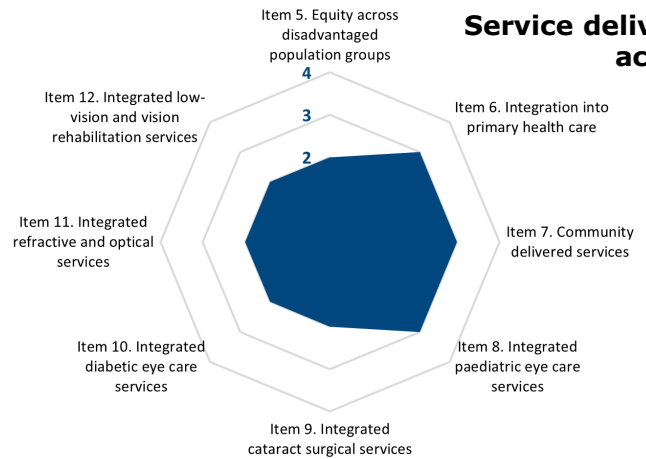 Item 5. Equity across
disadvantaged
population groups
Service deliv
ac
4
3
2
Item 12. Integrated low-
vision and vision
rehabilitation services
Item 6. Integration into
primary health care
Item 11. Integrated
refractive and optical
services
Item 7. Community
delivered services
Item 10. Integrated
diabetic eye care
services
Item 8. Integrated
paediatric eye care
services
Item 9. Integrated
cataract surgical services